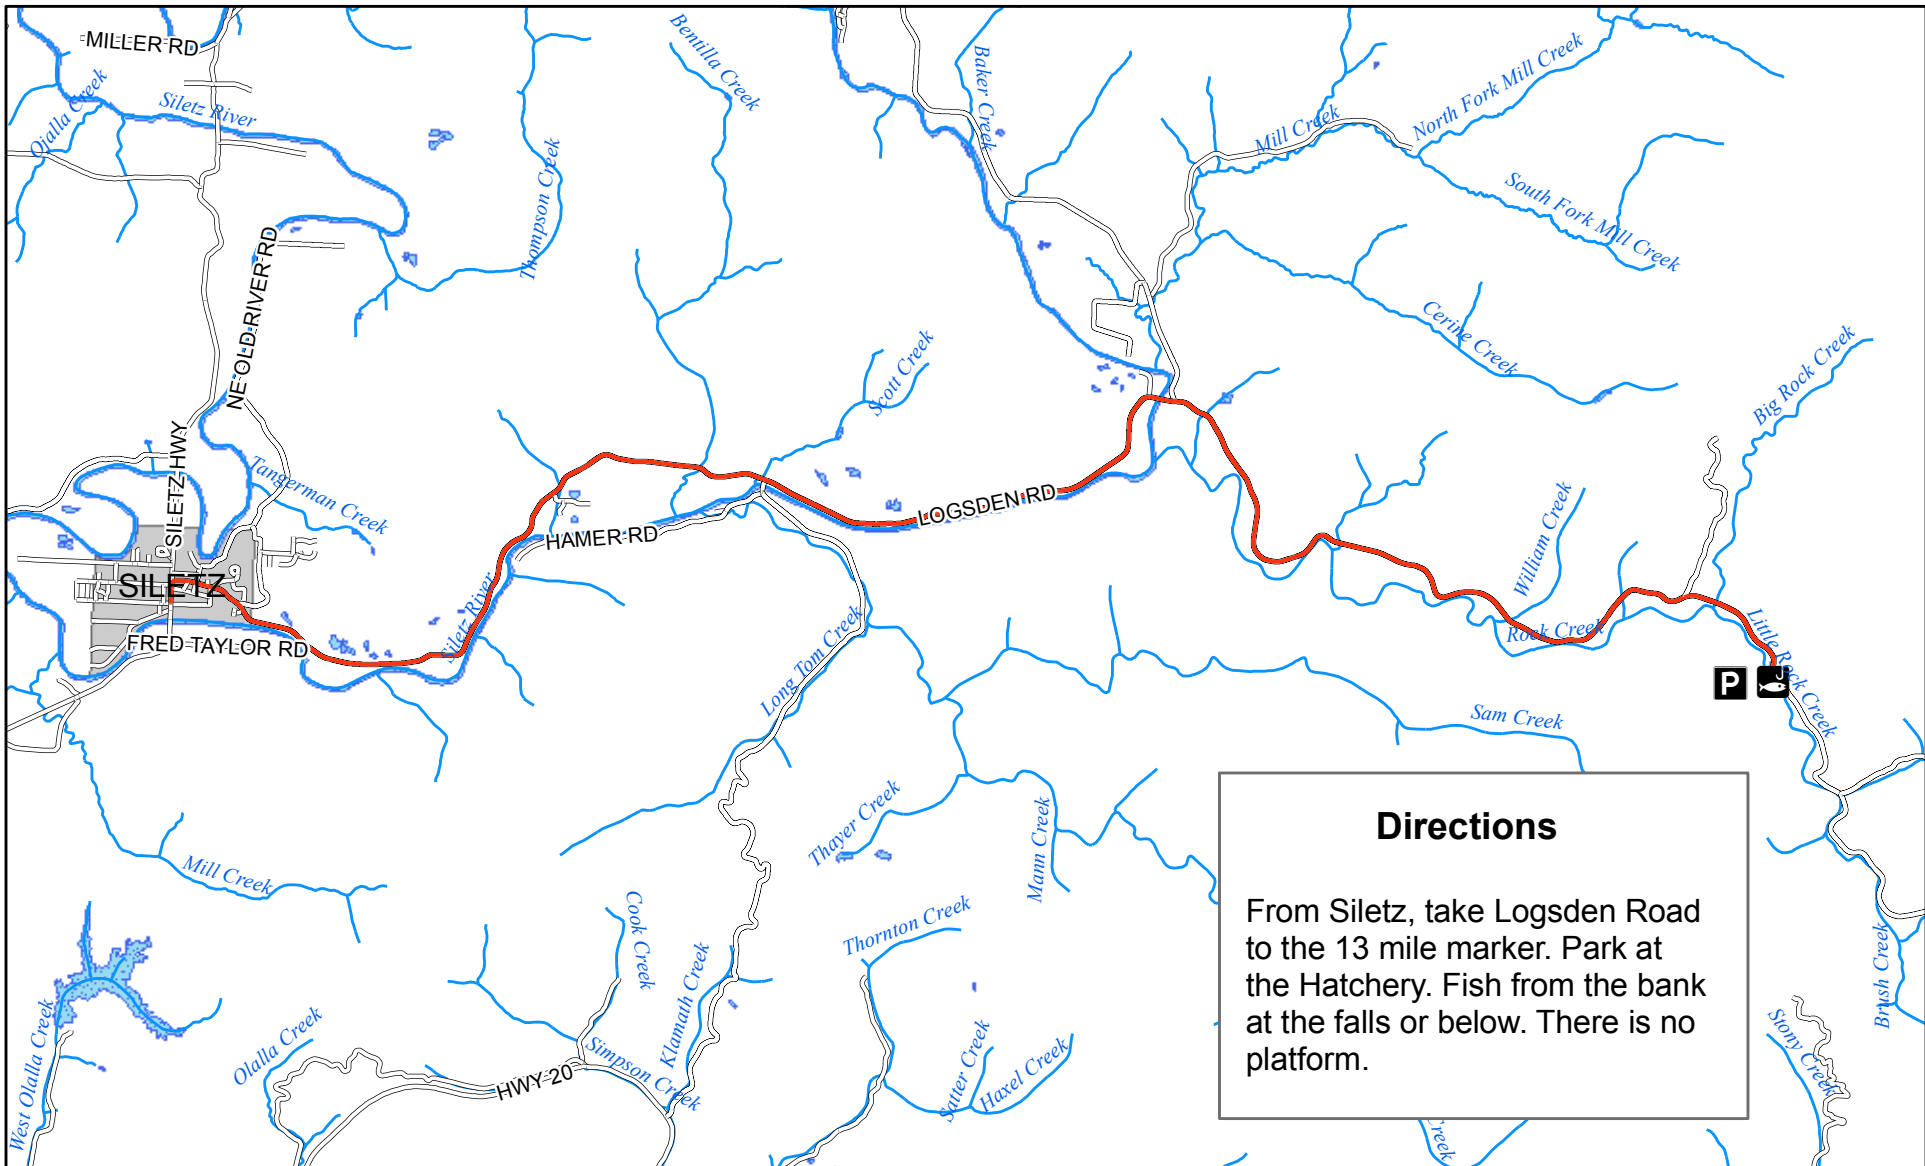 MILLER RD
Ojalla Creek
Siletz River
Bentilla Creek
Thompson Creek
Baker Creek
Mill Creek
North Fork Mill Creek
South Fork Mill Creek
Cerine Creek
Big Rock Creek
NE OLD RIVER RD
SILETZ HWY
Tangerman Creek
Scott Creek
LOGSDEN RD
HAMER RD
SILETZ
FRED TAYLOR RD
Siletz River
Long Tom Creek
William Creek
Rock Creek
Little Rock Creek
P
Sam Creek
Thayer Creek
Mann Creek
Mill Creek
Cook Creek
Klamath Creek
Thornton Creek
West Olalla Creek
Olalla Creek
HWY 20
Simpson Creek
Satter Creek
Haxel Creek
Brush Creek
Stony Creek
Creek
Directions
From Siletz, take Logsden Road
to the 13 mile marker. Park at
the Hatchery. Fish from the bank
at the falls or below. There is no
platform.